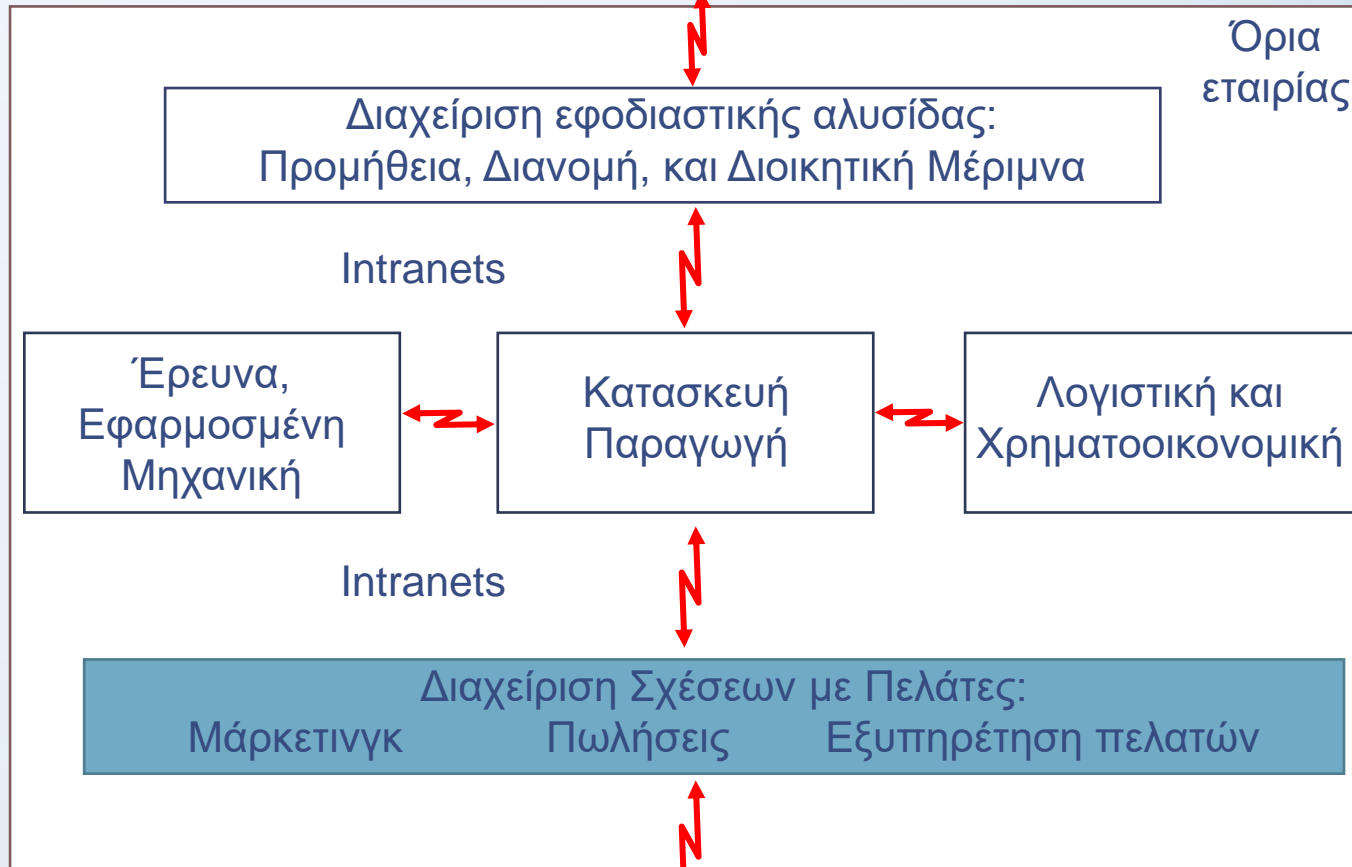 Όρια
εταιρίας
Διαχείριση εφοδιαστικής αλυσίδας:
Προμήθεια, Διανομή, και Διοικητική Μέριμνα
Intranets
Έρευνα,
Εφαρμοσμένη
Μηχανική
Κατασκευή
Παραγωγή
Λογιστική και
Χρηματοοικονομική
Intranets
Διαχείριση Σχέσεων με Πελάτες:
Μάρκετινγκ Πωλήσεις Εξυπηρέτηση πελατών